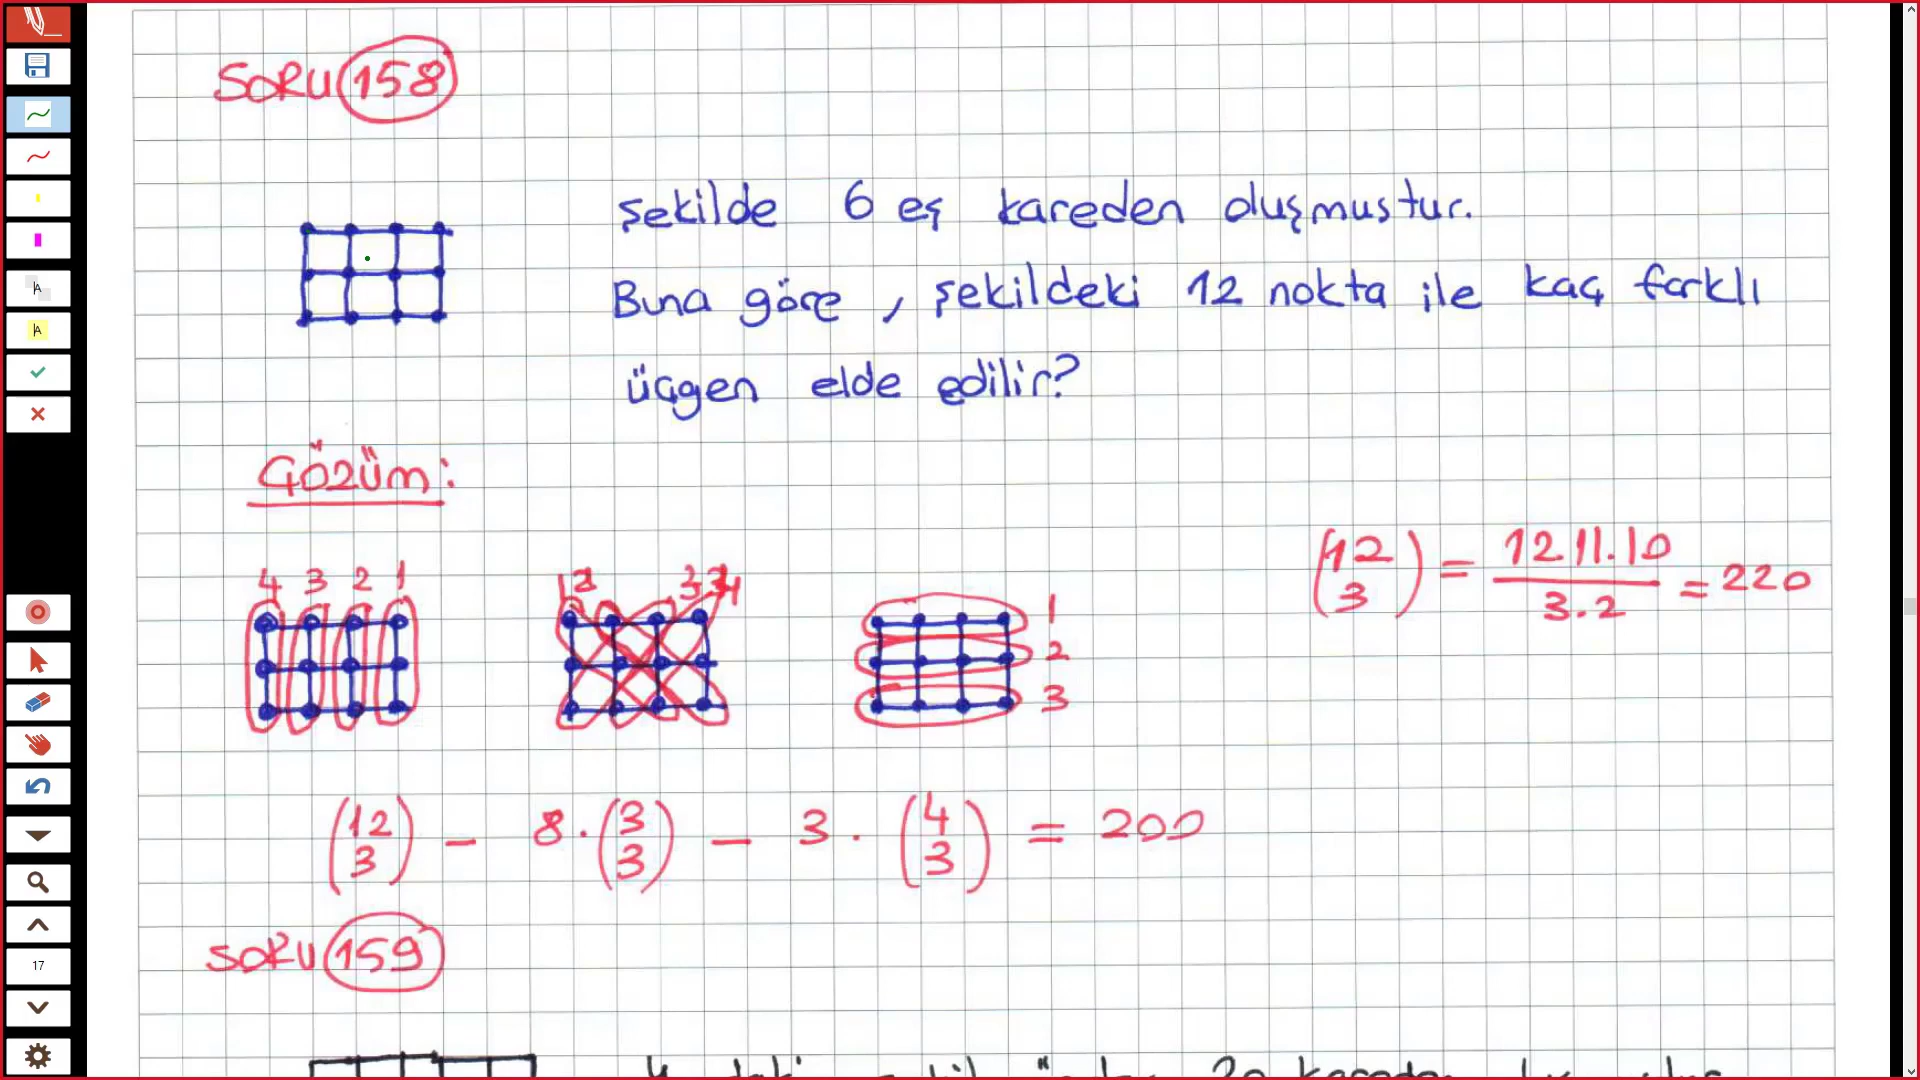 SORU 158
şekilde 6 eş kareden oluşmustur.
Buna göre, şekildeki 12 nokta ile kaç farklı
üçgen elde edilir?
Çözüm:
4 3 2 1
1 2 3 4
1
2
3
(12 3) = 12 11.10 / 3.2 = 220
(12 3) - 8.(3 3) - 3.(4 3) = 200
SORU 159
17